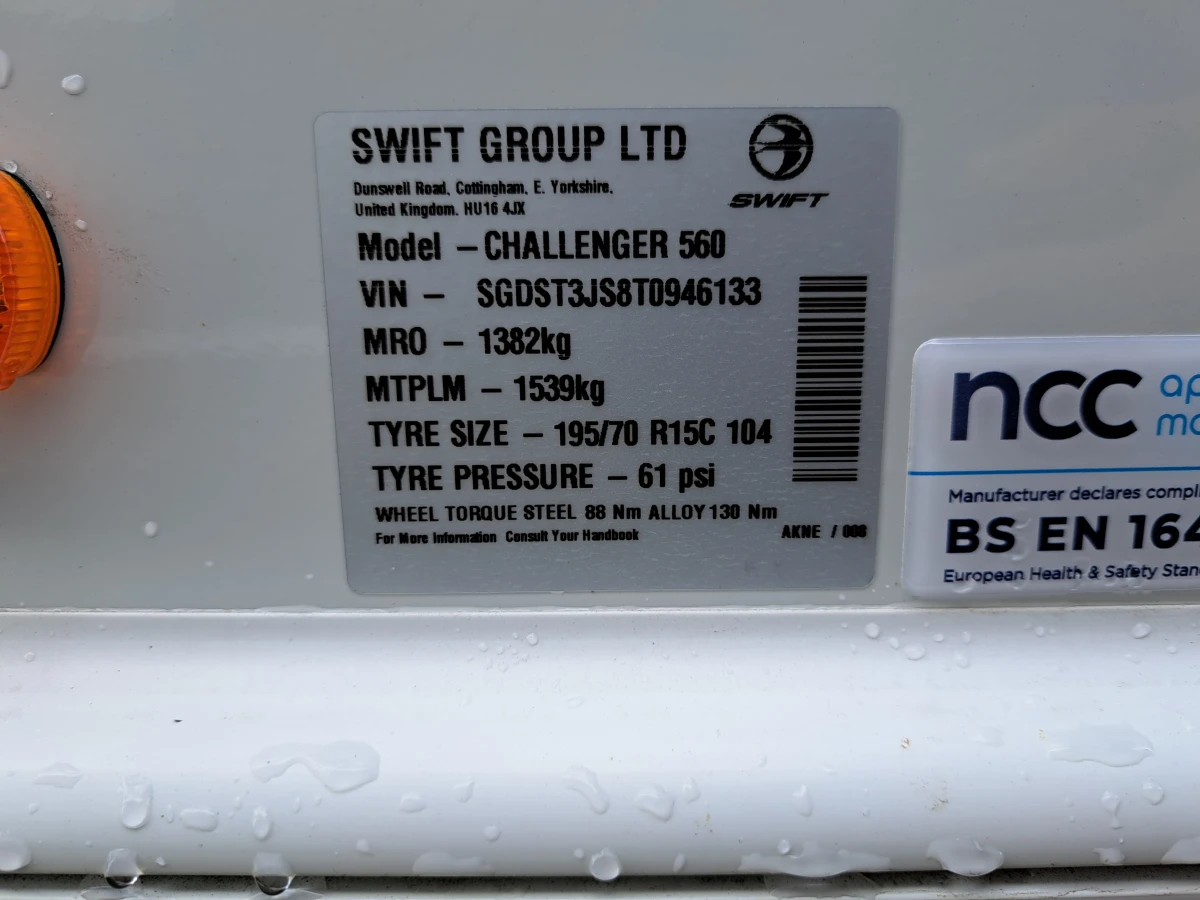 SWIFT GROUP LTD
SWIFT
Dunswell Road, Cottingham, E. Yorkshire,
United Kingdom. HU16 4JX
Model – CHALLENGER 560
VIN – SGDST3JS8T0946133
MRO – 1382kg
MTPLM – 1539kg
TYRE SIZE – 195/70 R15C 104
TYRE PRESSURE – 61 psi
WHEEL TORQUE STEEL 88 Nm ALLOY 130 Nm
For More Information Consult Your Handbook
AKNE / 008
ncc
Manufacturer declares
BS EN
European Health & Safety